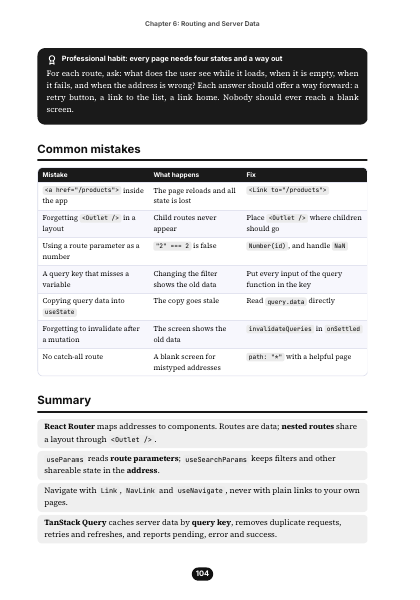 Chapter 6: Routing and Server Data
Professional habit: every page needs four states and a way out
For each route, ask: what does the user see while it loads, when it is empty, when
it fails, and when the address is wrong? Each answer should offer a way forward: a
retry button, a link to the list, a link home. Nobody should ever reach a blank
screen.
Common mistakes
Mistake What happens Fix
<a href="/products"> inside the app The page reloads and all state is lost <Link to="/products">
Forgetting <Outlet /> in a layout Child routes never appear Place <Outlet /> where children should go
Using a route parameter as a number "2" === 2 is false Number(id), and handle NaN
A query key that misses a variable Changing the filter shows the old data Put every input of the query function in the key
Copying query data into useState The copy goes stale Read query.data directly
Forgetting to invalidate after a mutation The screen shows the old data invalidateQueries in onSettled
No catch-all route A blank screen for mistyped addresses path: "*" with a helpful page
Summary
React Router maps addresses to components. Routes are data; nested routes share
a layout through <Outlet />.
useParams reads route parameters; useSearchParams keeps filters and other
shareable state in the address.
Navigate with Link, NavLink and useNavigate, never with plain links to your own
pages.
TanStack Query caches server data by query key, removes duplicate requests,
retries and refreshes, and reports pending, error and success.
104